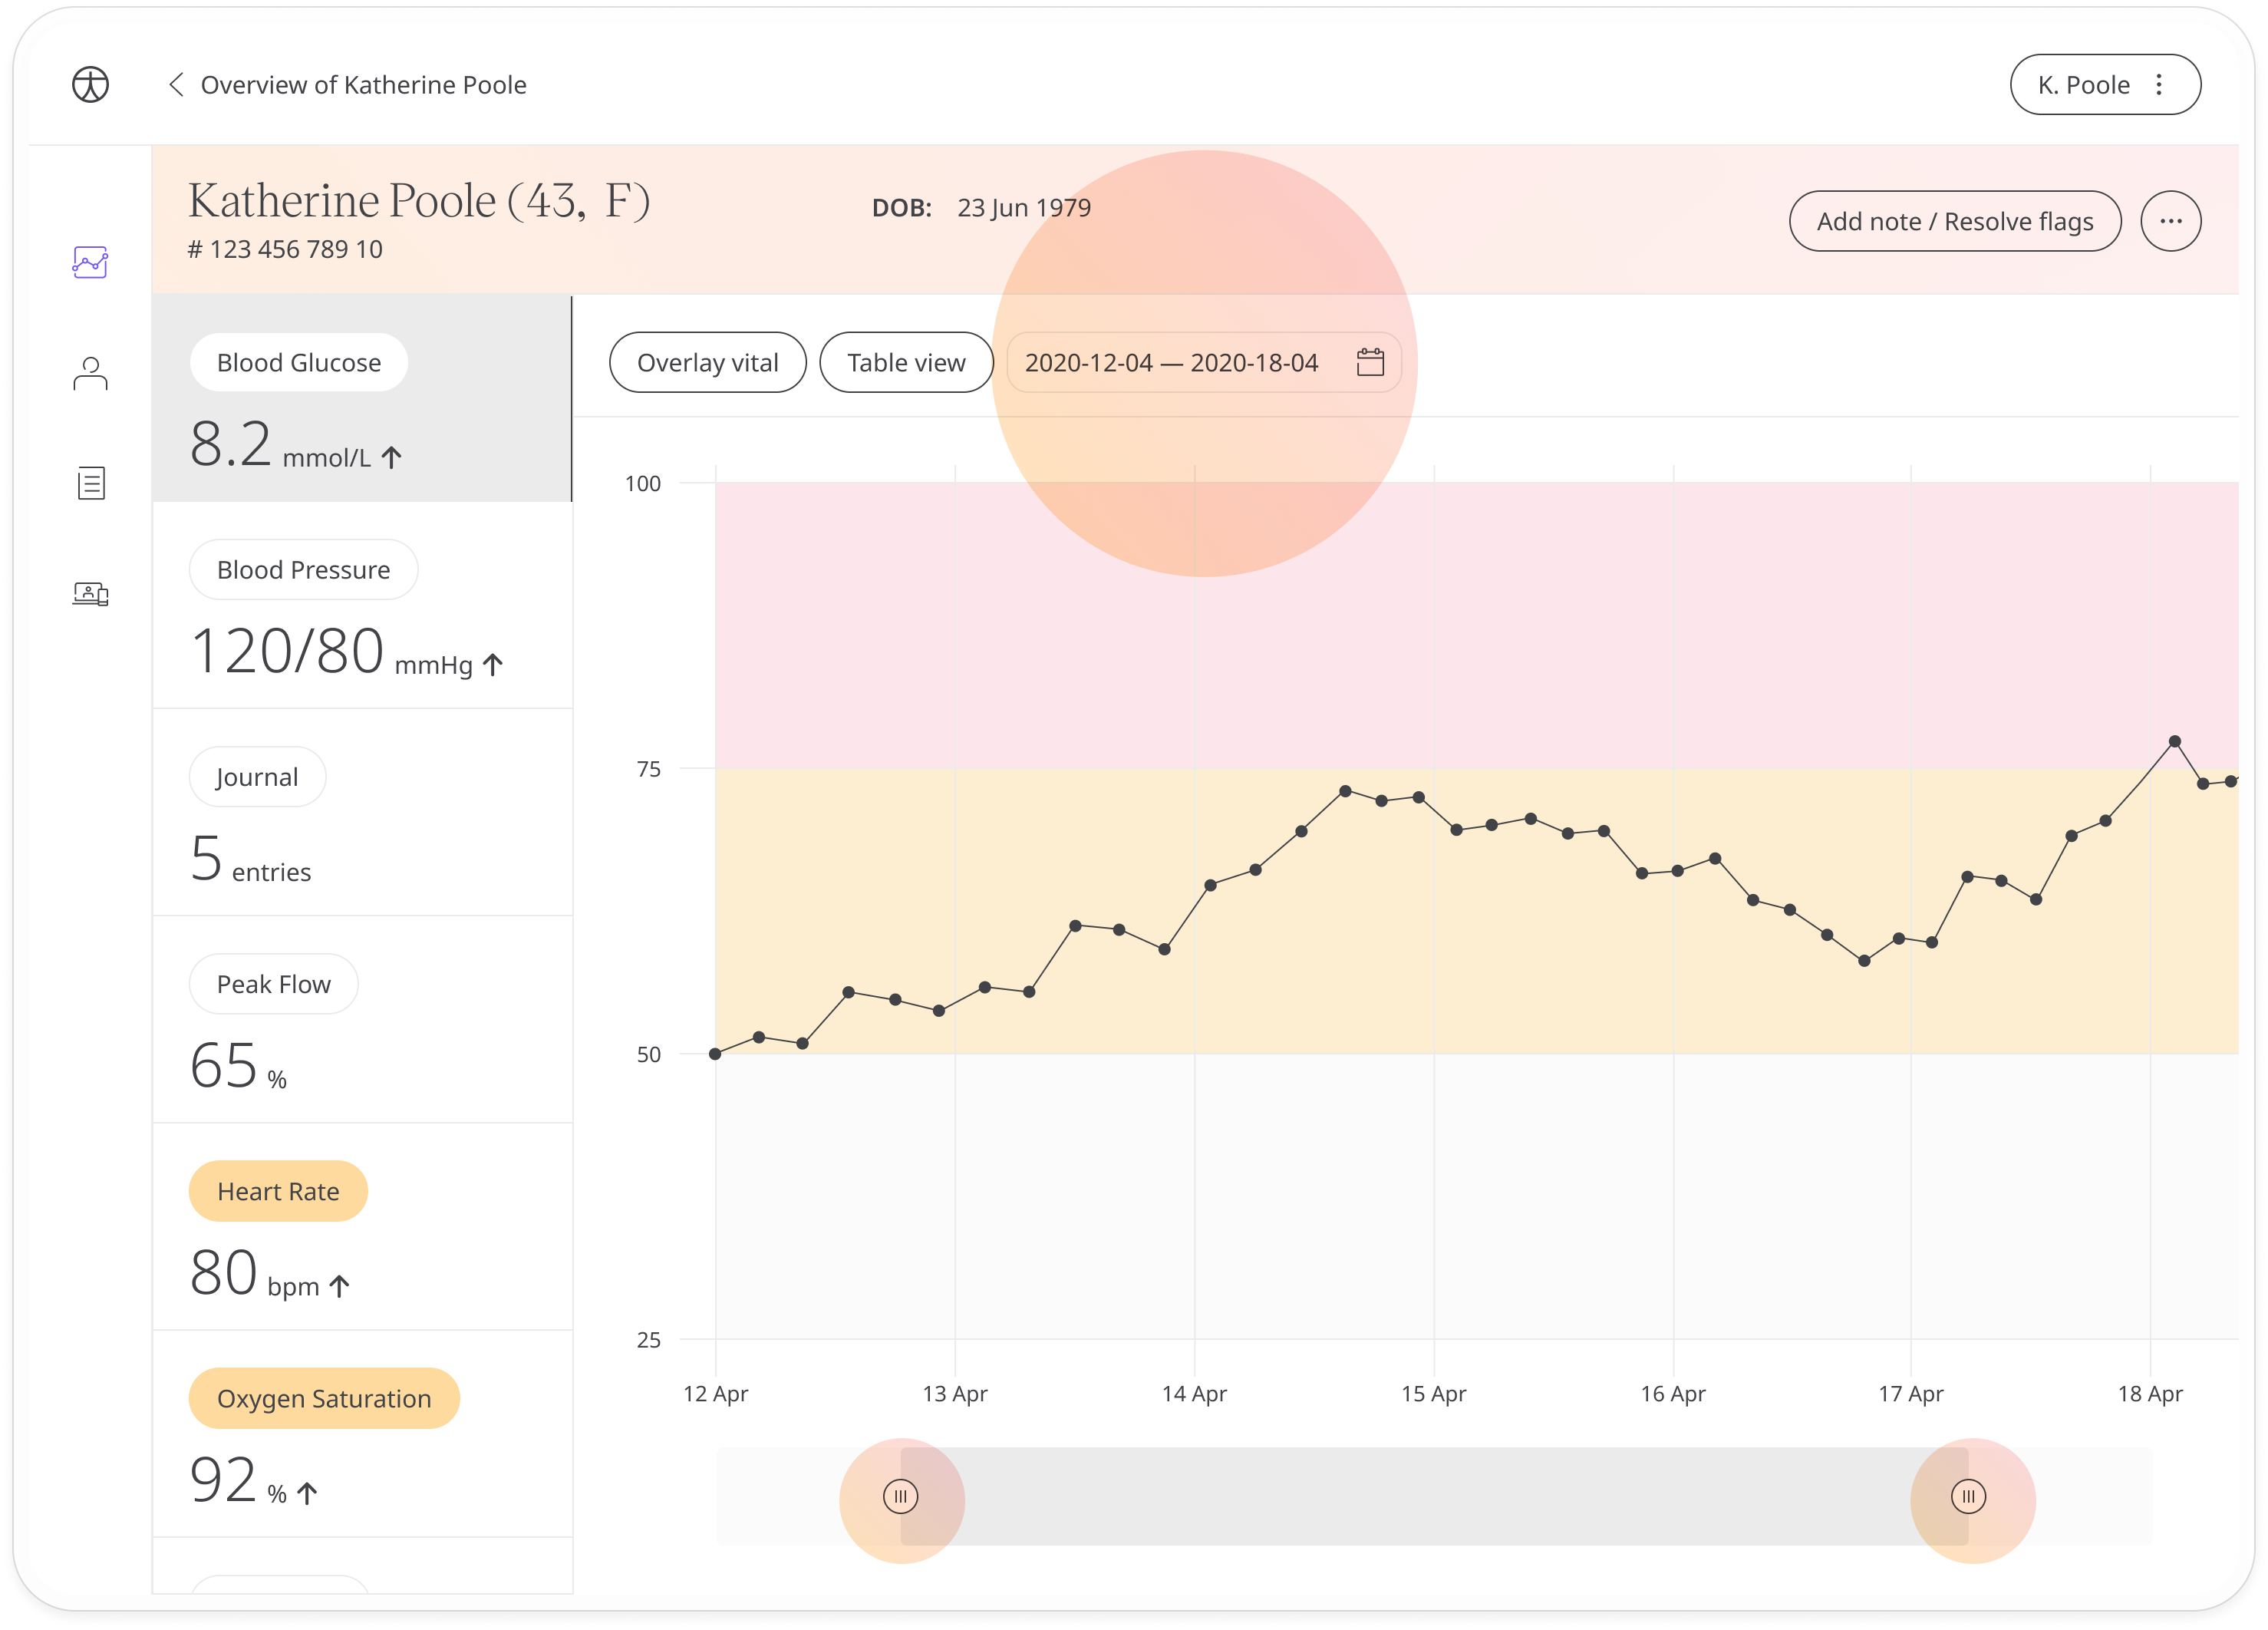 Overview of Katherine Poole
K. Poole
Katherine Poole (43, F)
# 123 456 789 10
DOB: 23 Jun 1979
Add note / Resolve flags
Blood Glucose
8.2 mmol/L ↑
Blood Pressure
120/80 mmHg ↑
Journal
5 entries
Peak Flow
65 %
Heart Rate
80 bpm ↑
Oxygen Saturation
92 % ↑
Overlay vital
Table view
2020-12-04 — 2020-18-04
100
75
50
25
12 Apr
13 Apr
14 Apr
15 Apr
16 Apr
17 Apr
18 Apr